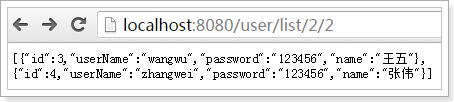 localhost:8080/user/list/2/2
[{"id":3,"userName":"wangwu","password":"123456","name":"王五"},
{"id":4,"userName":"zhangwei","password":"123456","name":"张伟"}]